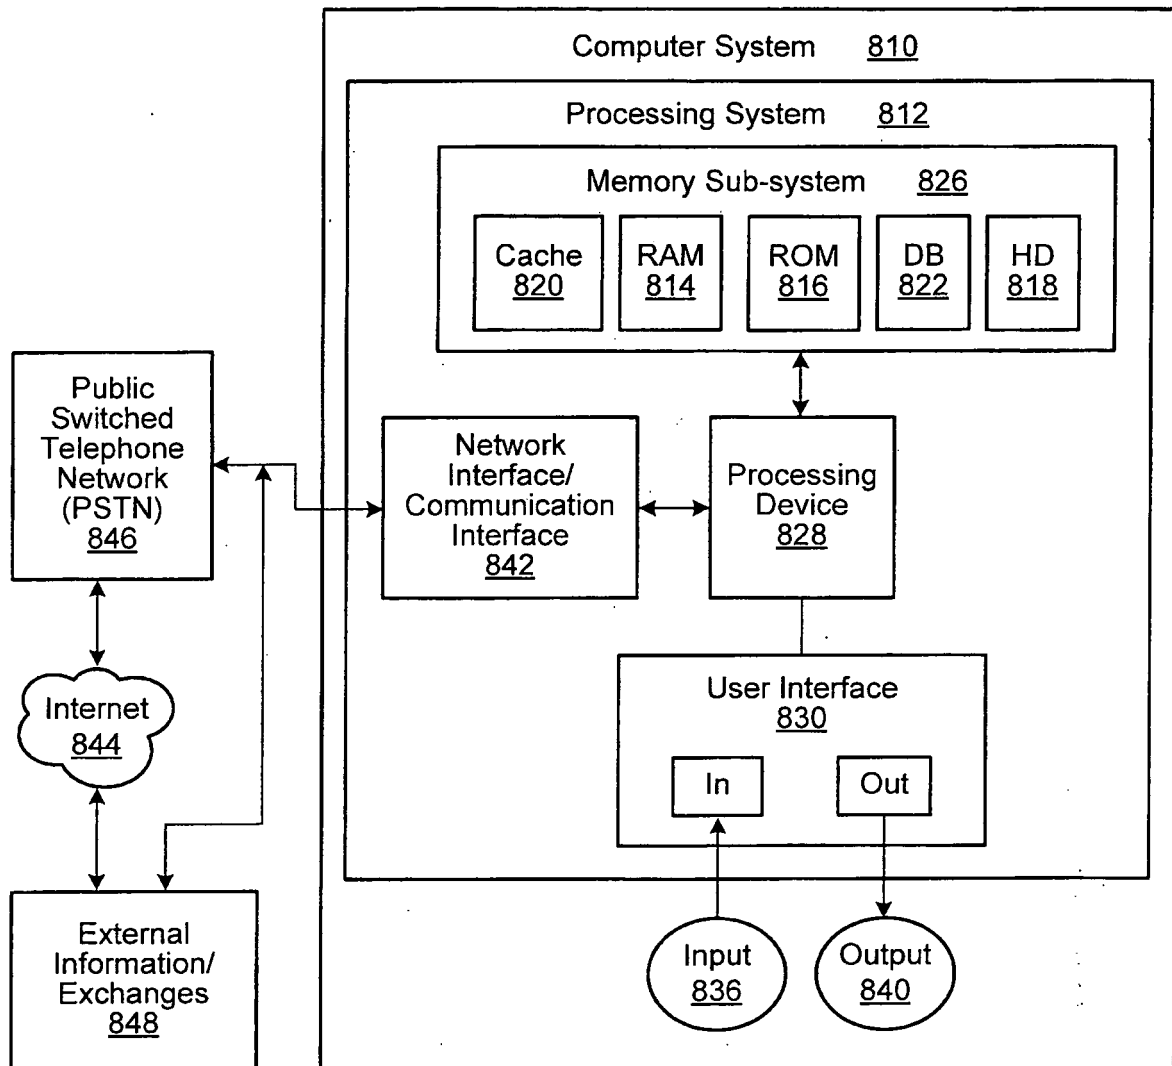 Computer System 810
Processing System 812
Memory Sub-system 826
Cache
820
RAM
814
ROM
816
DB
822
HD
818
Public
Switched
Telephone
Network
(PSTN)
846
Network
Interface/
Communication
Interface
842
Processing
Device
828
Internet
844
User Interface
830
In
Out
External
Information/
Exchanges
848
Input
836
Output
840